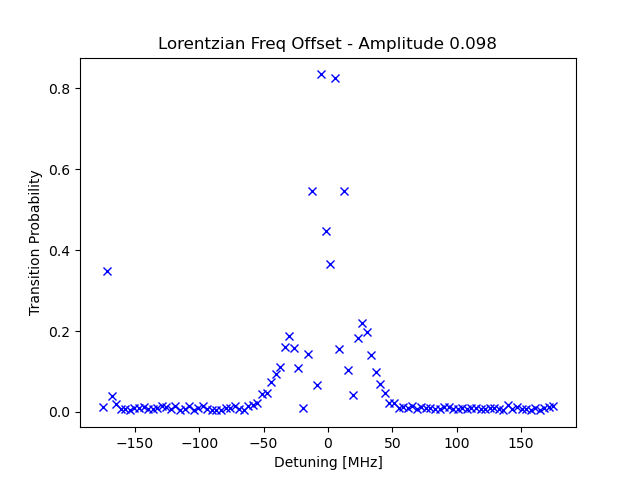 Lorentzian Freq Offset - Amplitude 0.098
Transition Probability
0.8
0.6
0.4
0.2
0.0
−150 −100 −50 0 50 100 150
Detuning [MHz]